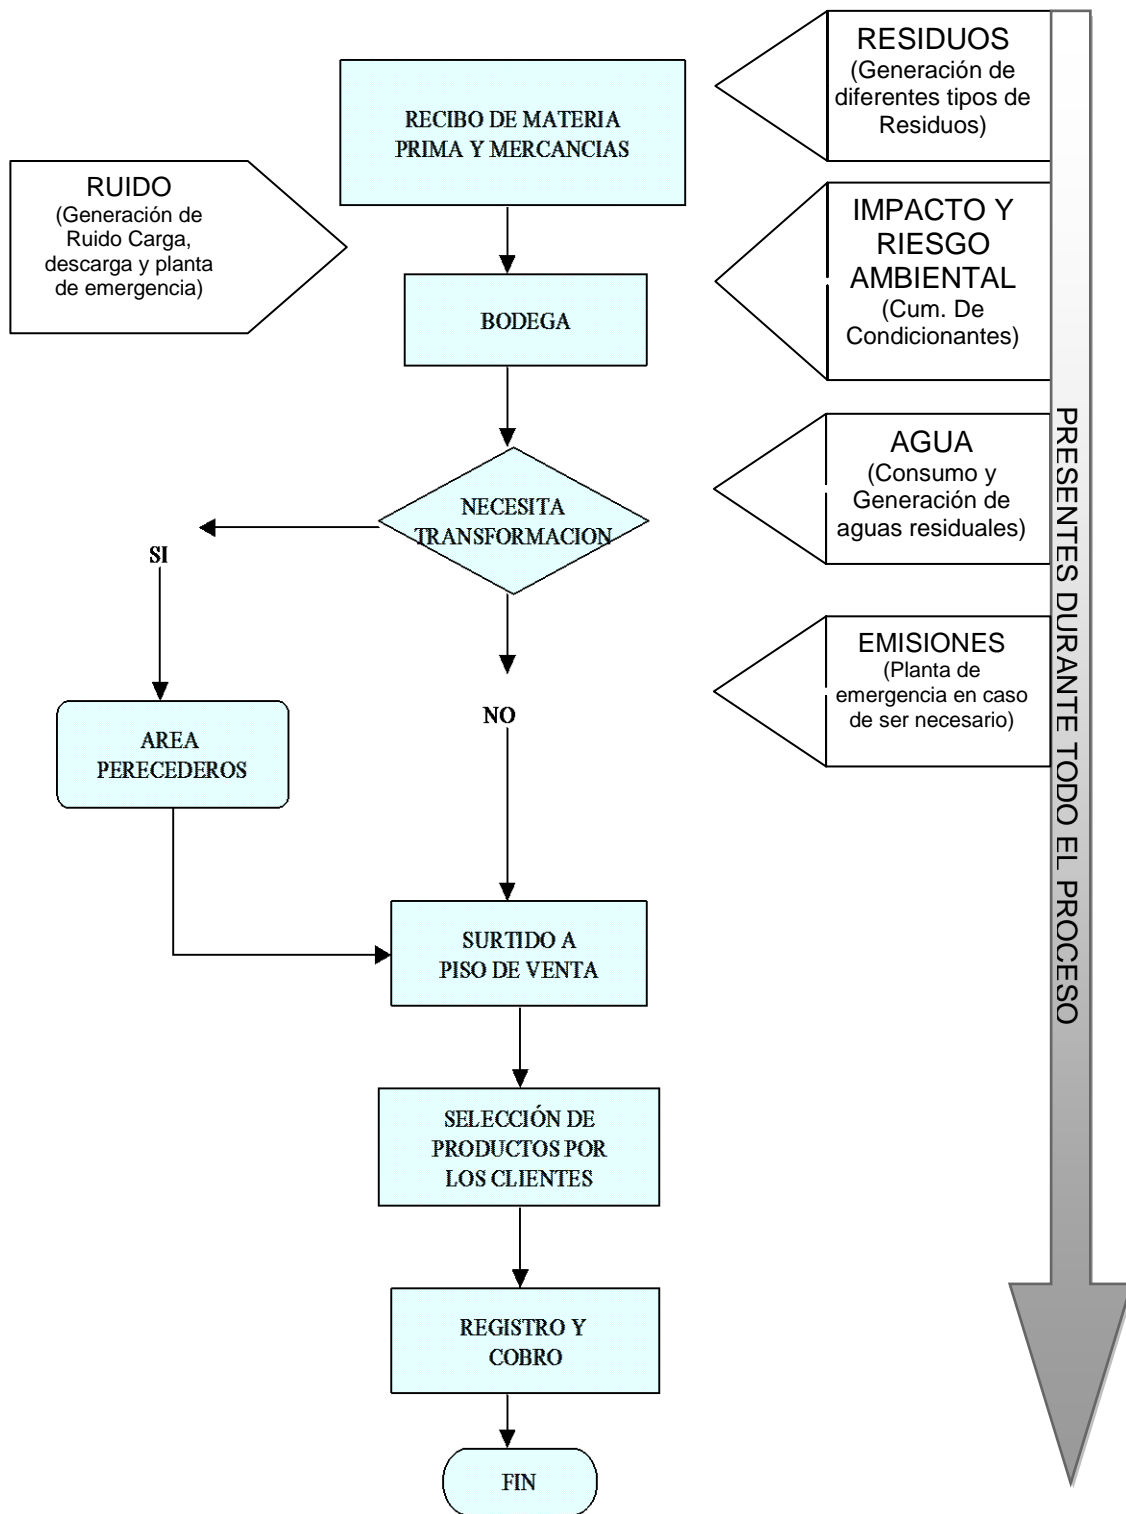 RESIDUOS
(Generación de
diferentes tipos de
Residuos)
RECIBO DE MATERIA
PRIMA Y MERCANCIAS
RUIDO
(Generación de
Ruido Carga,
descarga y planta
de emergencia)
IMPACTO Y
RIESGO
AMBIENTAL
(Cum. De
Condicionantes)
BODEGA
AGUA
(Consumo y
Generación de
aguas residuales)
NECESITA
TRANSFORMACION
SI
NO
EMISIONES
(Planta de
emergencia en caso
de ser necesario)
PRESENTES DURANTE TODO EL PROCESO
AREA
PERECEDEROS
SURTIDO A
PISO DE VENTA
SELECCIÓN DE
PRODUCTOS POR
LOS CLIENTES
REGISTRO Y
COBRO
FIN